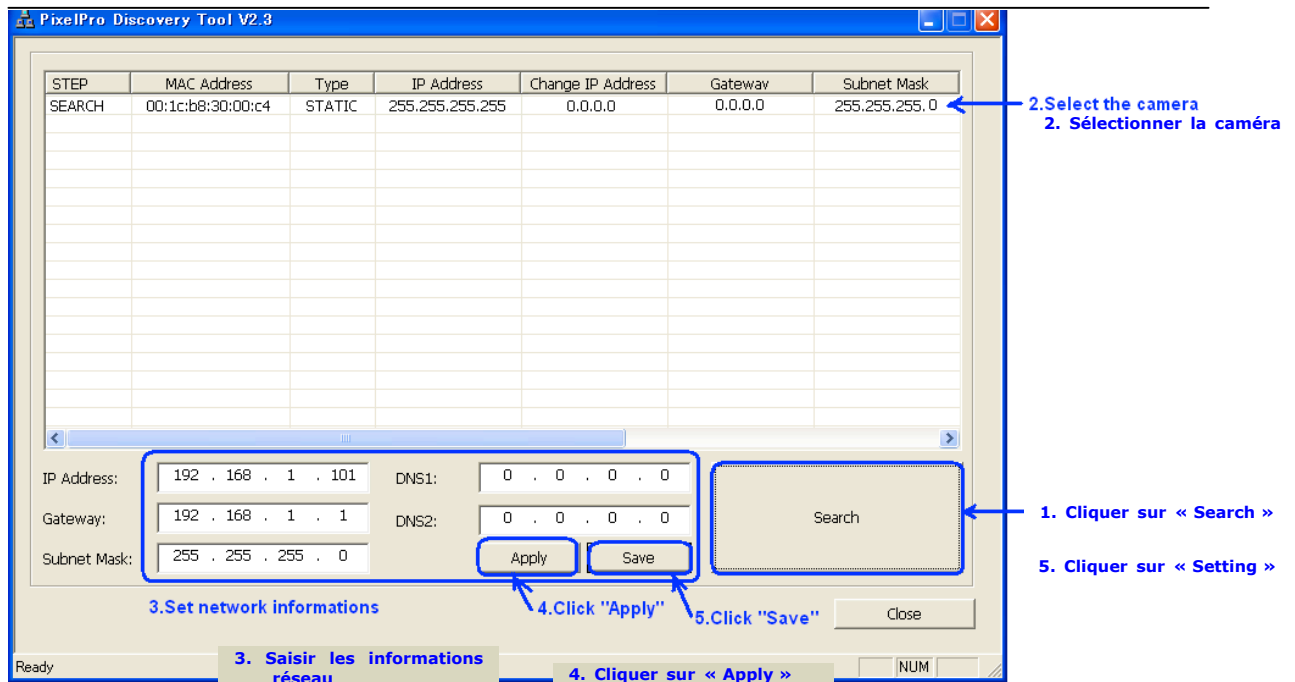 PixelPro Discovery Tool V2.3
STEP MAC Address Type IP Address Change IP Address Gateway Subnet Mask
SEARCH 00:1c:b8:30:00:c4 STATIC 255.255.255.255 0.0.0.0 0.0.0.0 255.255.255.0
2.Select the camera
2. Sélectionner la caméra
IP Address: 192 . 168 . 1 . 101 DNS1: 0 . 0 . 0 . 0
Gateway: 192 . 168 . 1 . 1 DNS2: 0 . 0 . 0 . 0
Subnet Mask: 255 . 255 . 255 . 0 Apply Save
Search
1. Cliquer sur « Search »
5. Cliquer sur « Setting »
3.Set network informations 4.Click "Apply" 5.Click "Save" Close
3. Saisir les informations
réseau
4. Cliquer sur « Apply »
Ready NUM